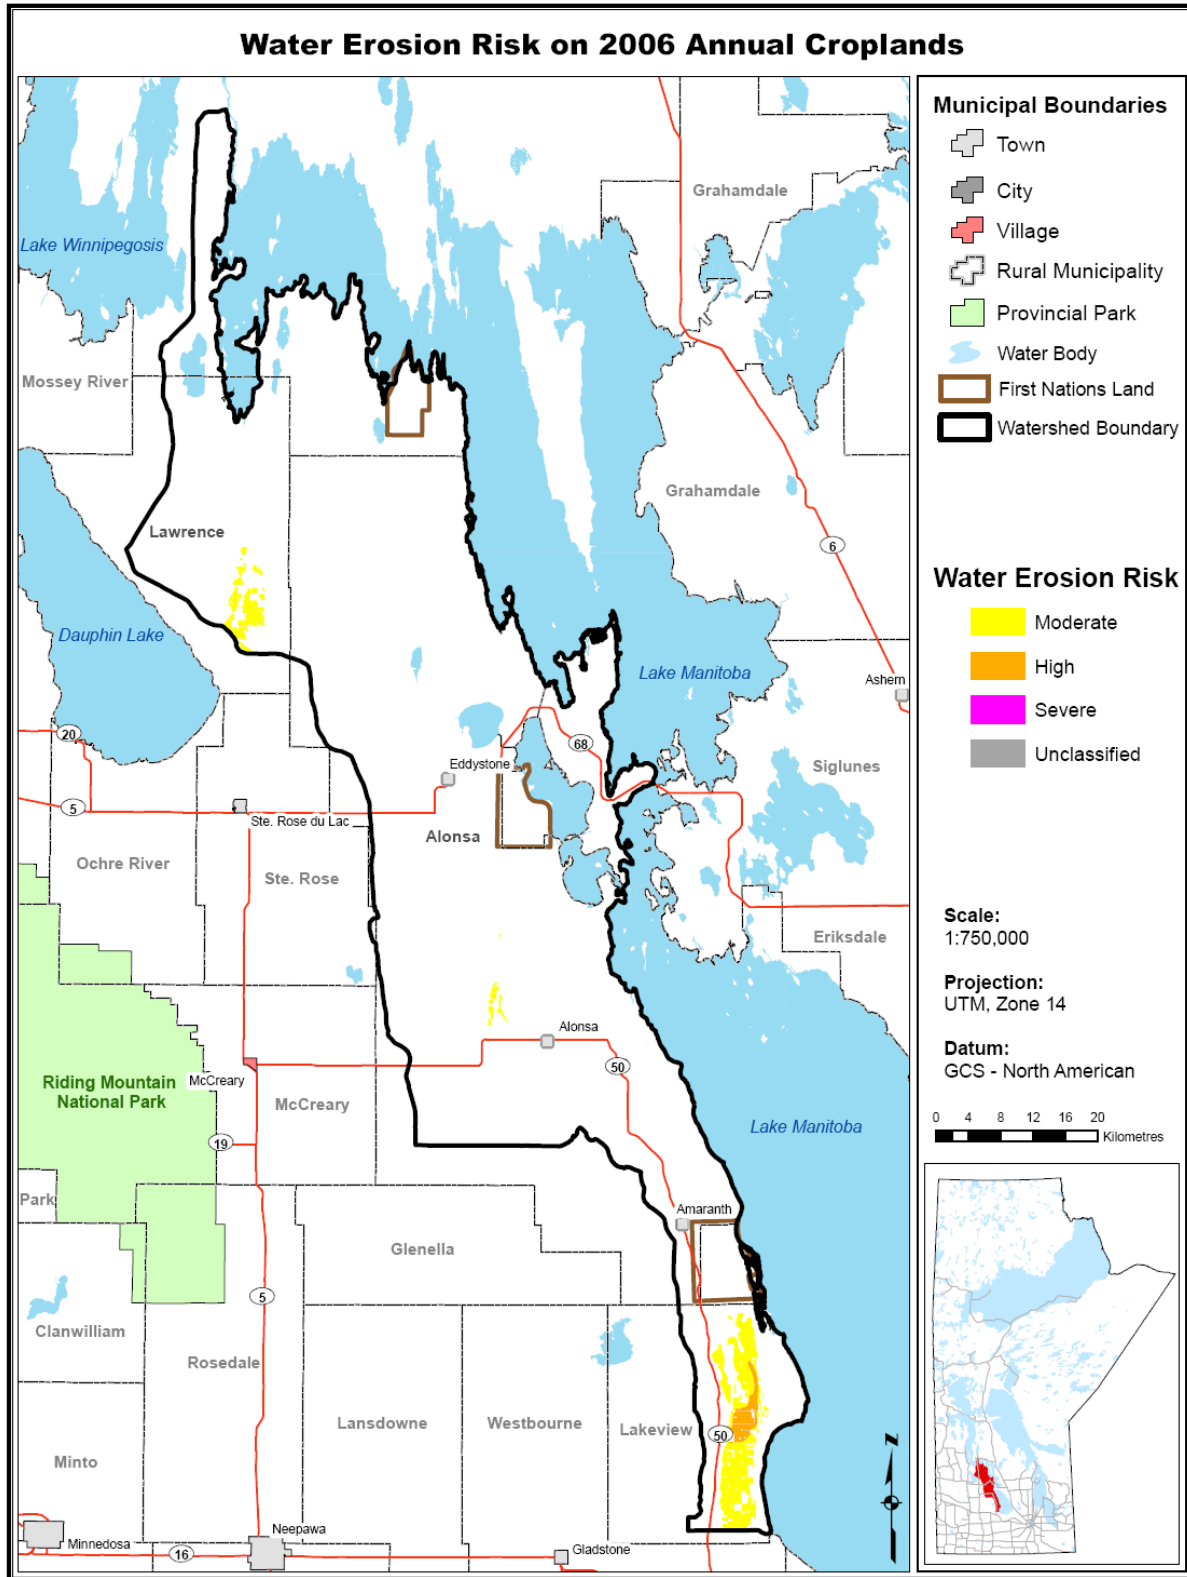 Water Erosion Risk on 2006 Annual Croplands
Lake Winnipegosis
Mossey River
Grahamdale
Grahamdale
Lawrence
6
Dauphin Lake
Lake Manitoba
Ashern
20
68
Eddystone
Siglunes
5
Ste. Rose du Lac
Alonsa
Ochre River
Ste. Rose
Eriksdale
Alonsa
50
Riding Mountain
National Park
McCreary
McCreary
19
Lake Manitoba
Park
Amaranth
Glenella
5
Clanwilliam
Rosedale
Lansdowne
Westbourne
Lakeview
50
Minto
Minnedosa
Neepawa
16
Gladstone
Z
Municipal Boundaries
Town
City
Village
Rural Municipality
Provincial Park
Water Body
First Nations Land
Watershed Boundary
Water Erosion Risk
Moderate
High
Severe
Unclassified
Scale:
1:750,000
Projection:
UTM, Zone 14
Datum:
GCS - North American
0 4 8 12 16 20
Kilometres